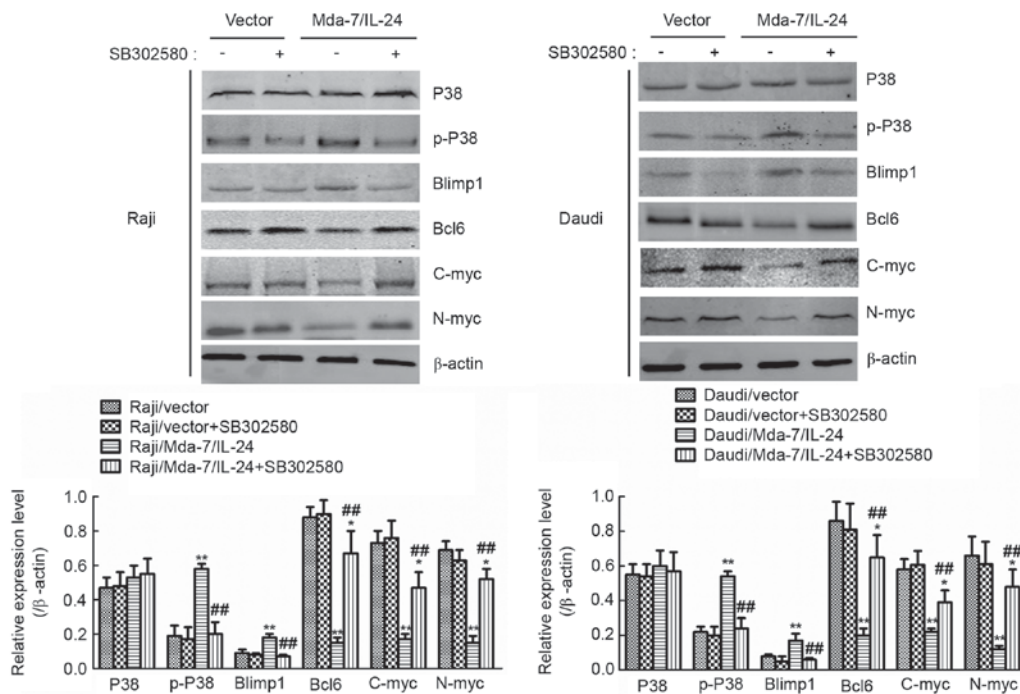 Vector Mda-7/IL-24
SB302580 : - + - +
P38
p-P38
Blimp1
Raji
Bcl6
C-myc
N-myc
β-actin
Vector Mda-7/IL-24
SB302580 : - + - +
P38
p-P38
Blimp1
Daudi
Bcl6
C-myc
N-myc
β-actin
Raji/vector
Raji/vector+SB302580
Raji/Mda-7/IL-24
Raji/Mda-7/IL-24+SB302580
Relative expression level
(/β -actin)
1.0
0.8
0.6
0.4
0.2
0.0
** ## ** ## ** ## * ** ## * ** ## *
P38 p-P38 Blimp1 Bcl6 C-myc N-myc
Daudi/vector
Daudi/vector+SB302580
Daudi/Mda-7/IL-24
Daudi/Mda-7/IL-24+SB302580
Relative expression level
(/β -actin)
1.0
0.8
0.6
0.4
0.2
0.0
** ## ** ## ** ## * ** ## * ** ## *
P38 p-P38 Blimp1 Bcl6 C-myc N-myc